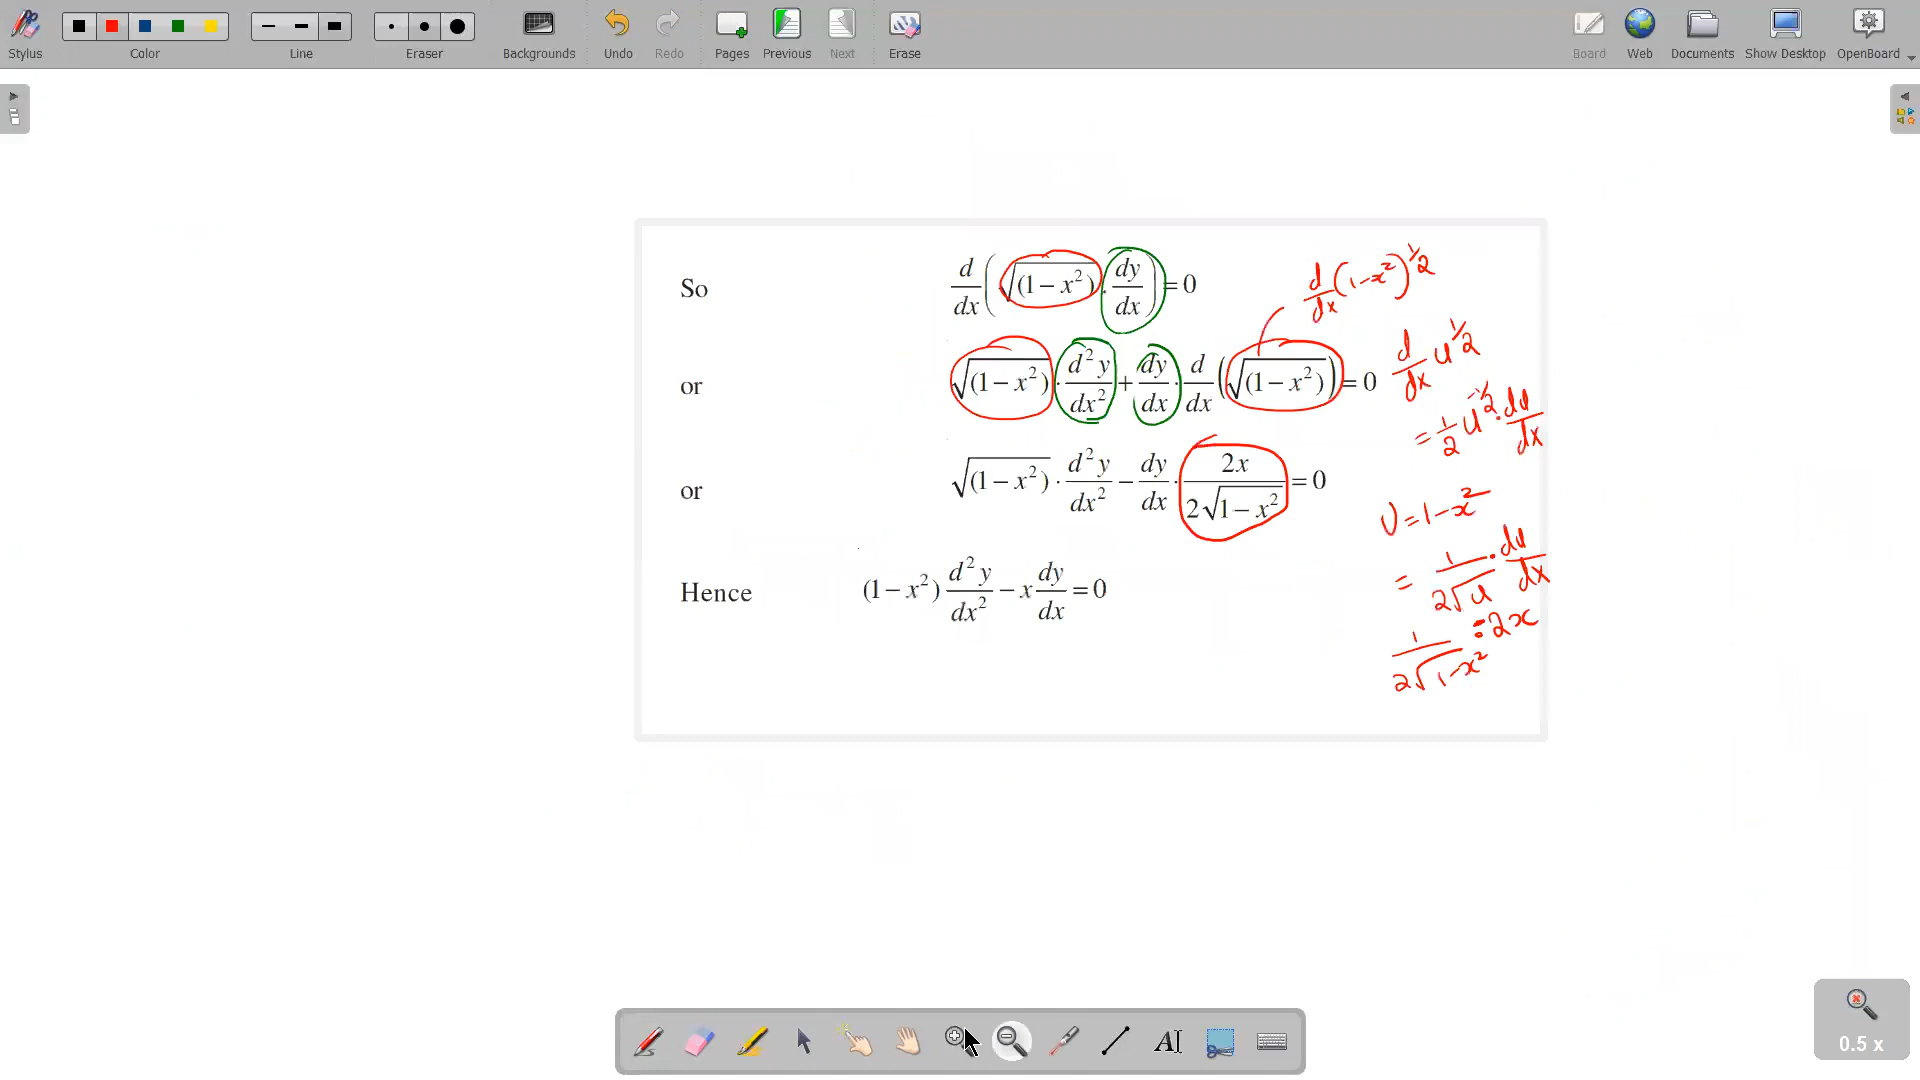 Stylus Color Line Eraser Backgrounds Undo Redo Pages Previous Next Erase Board Web Documents Show Desktop OpenBoard
So d/dx(√(1 − x²) · dy/dx) = 0
or √(1 − x²) · d²y/dx² + dy/dx · d/dx(√(1 − x²)) = 0
or √(1 − x²) · d²y/dx² − dy/dx · 2x/2√1 − x² = 0
Hence (1 − x²) d²y/dx² − x dy/dx = 0
d/dx (1-x²)^1/2
d/dx u^1/2
= 1/2 u^-1/2 · du/dx
U = 1-x²
= 1/2√u · du/dx
1/2√1-x² · -2x
AI
0.5 x